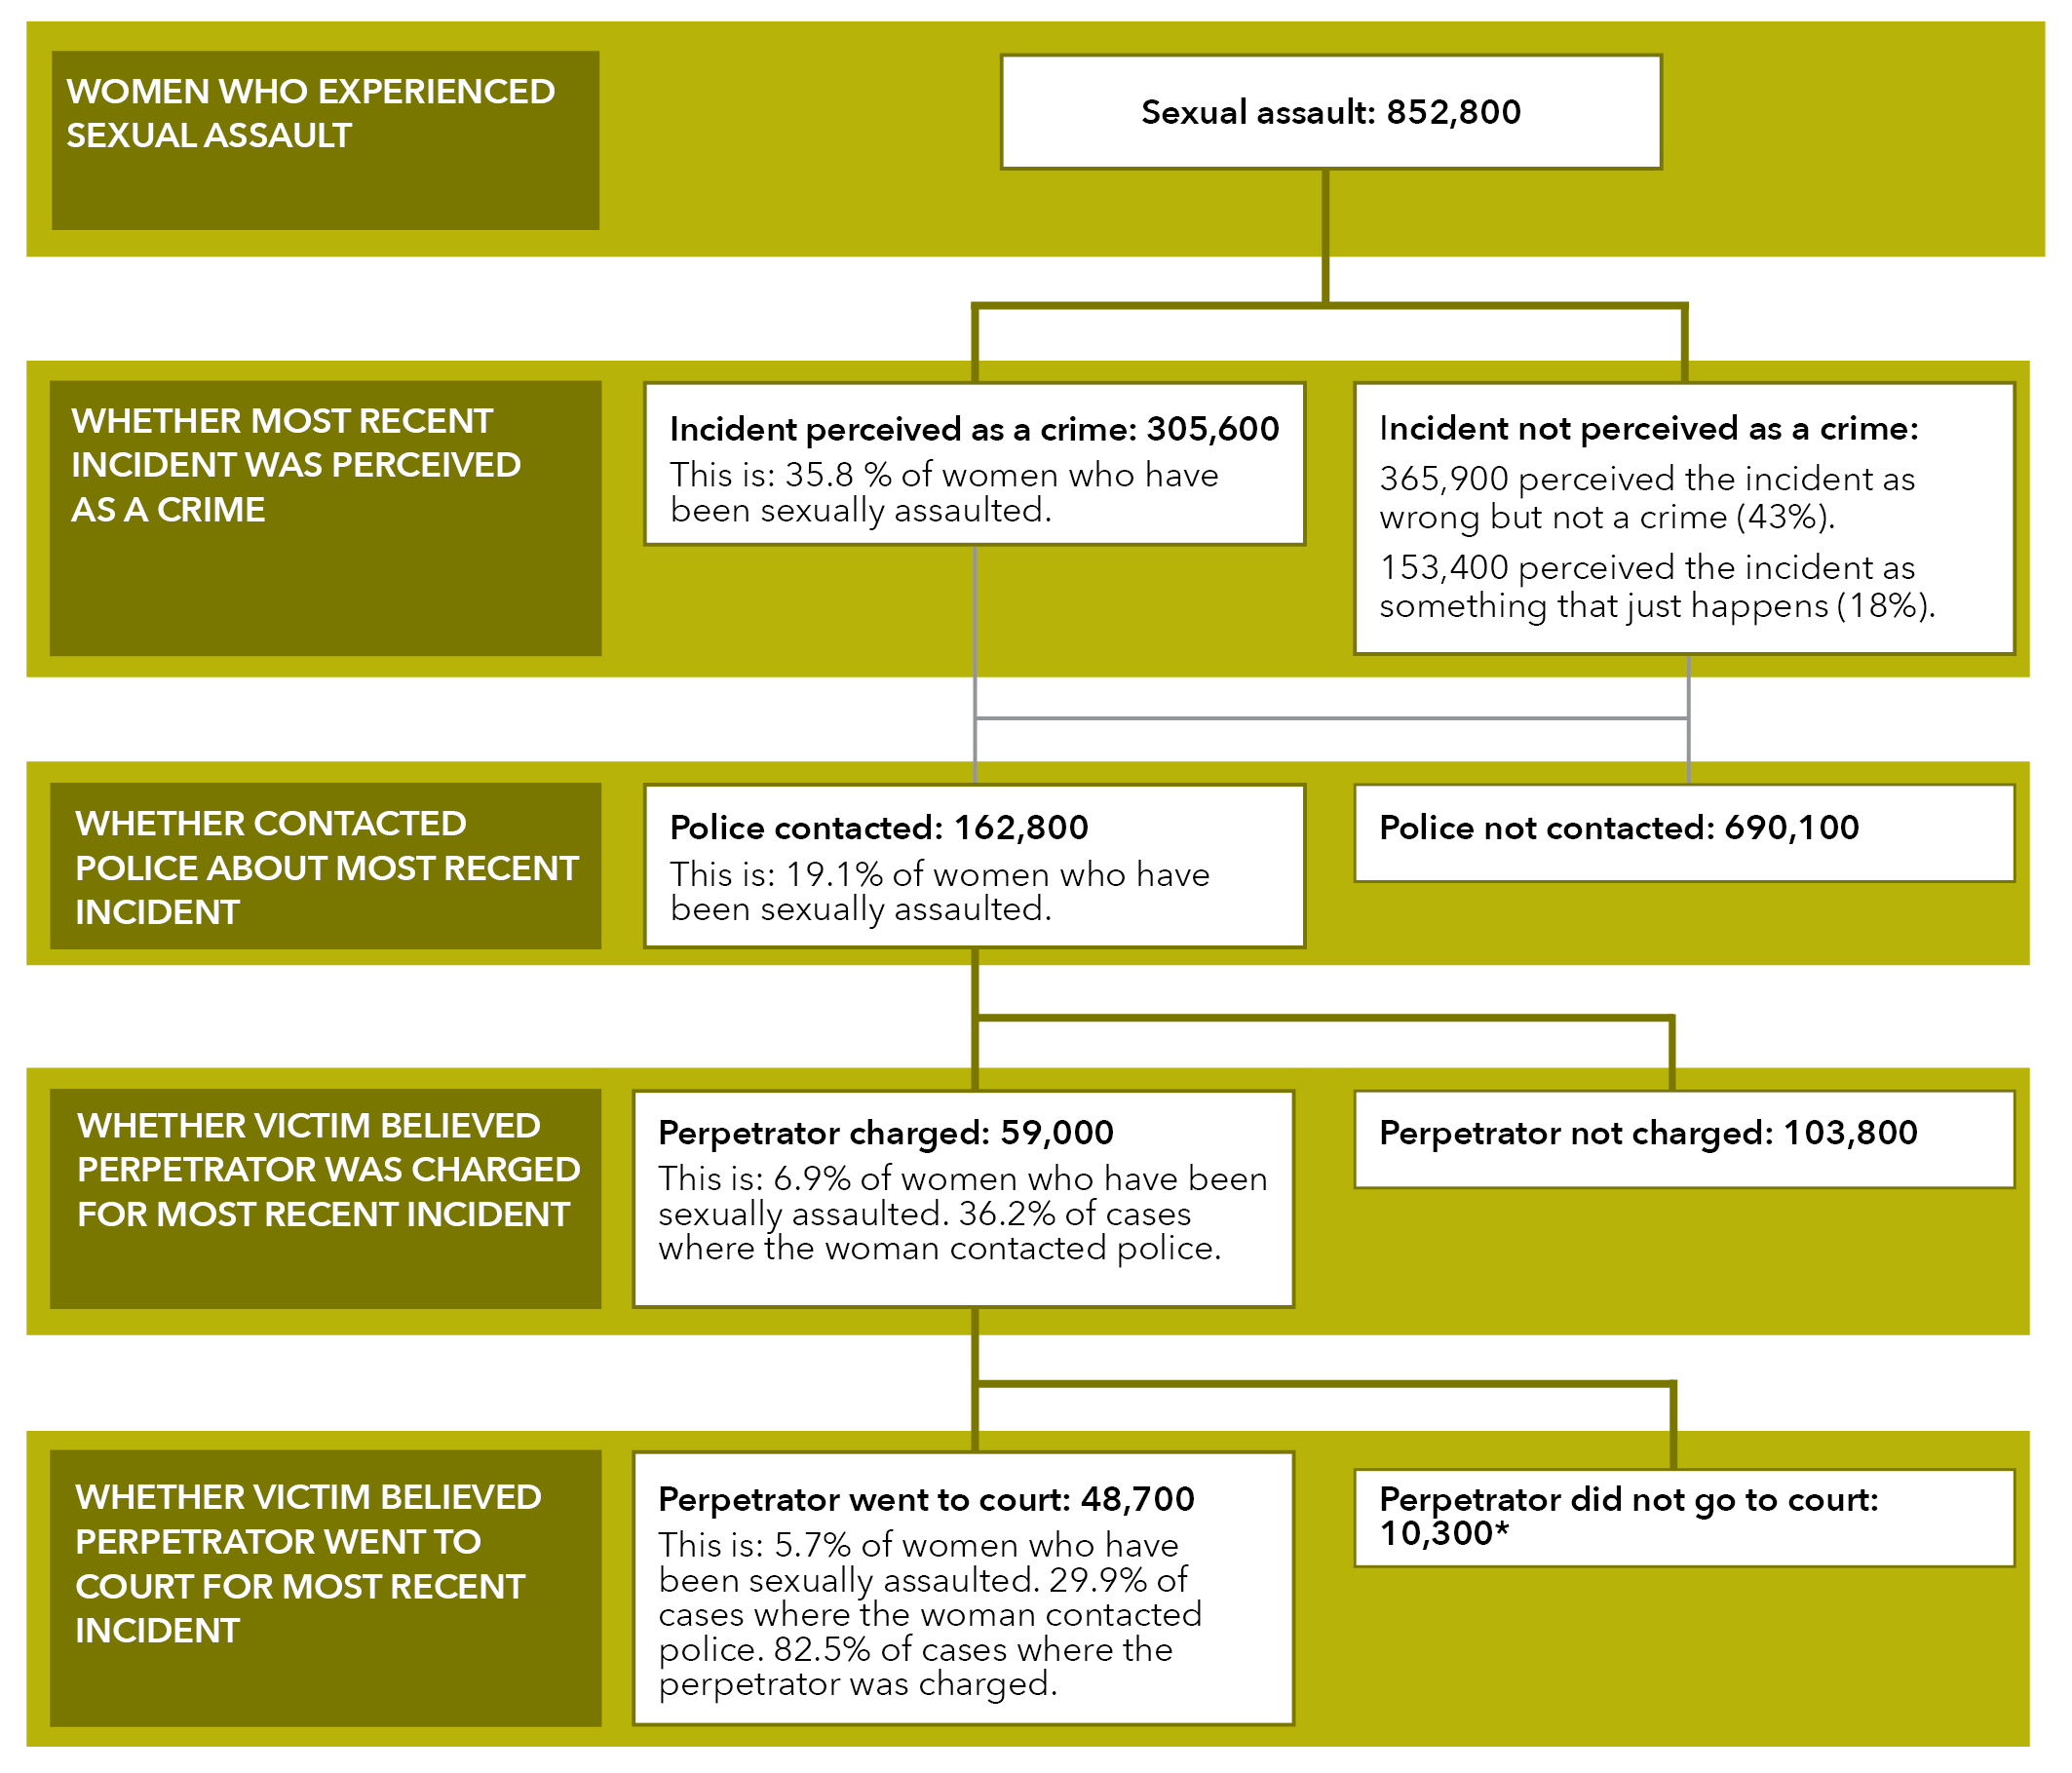 WOMEN WHO EXPERIENCED
SEXUAL ASSAULT
Sexual assault: 852,800
WHETHER MOST RECENT
INCIDENT WAS PERCEIVED
AS A CRIME
Incident perceived as a crime: 305,600
This is: 35.8 % of women who have
been sexually assaulted.
Incident not perceived as a crime:
365,900 perceived the incident as
wrong but not a crime (43%).
153,400 perceived the incident as
something that just happens (18%).
WHETHER CONTACTED
POLICE ABOUT MOST RECENT
INCIDENT
Police contacted: 162,800
This is: 19.1% of women who have
been sexually assaulted.
Police not contacted: 690,100
WHETHER VICTIM BELIEVED
PERPETRATOR WAS CHARGED
FOR MOST RECENT INCIDENT
Perpetrator charged: 59,000
This is: 6.9% of women who have been
sexually assaulted. 36.2% of cases
where the woman contacted police.
Perpetrator not charged: 103,800
WHETHER VICTIM BELIEVED
PERPETRATOR WENT TO
COURT FOR MOST RECENT
INCIDENT
Perpetrator went to court: 48,700
This is: 5.7% of women who have
been sexually assaulted. 29.9% of
cases where the woman contacted
police. 82.5% of cases where the
perpetrator was charged.
Perpetrator did not go to court:
10,300*